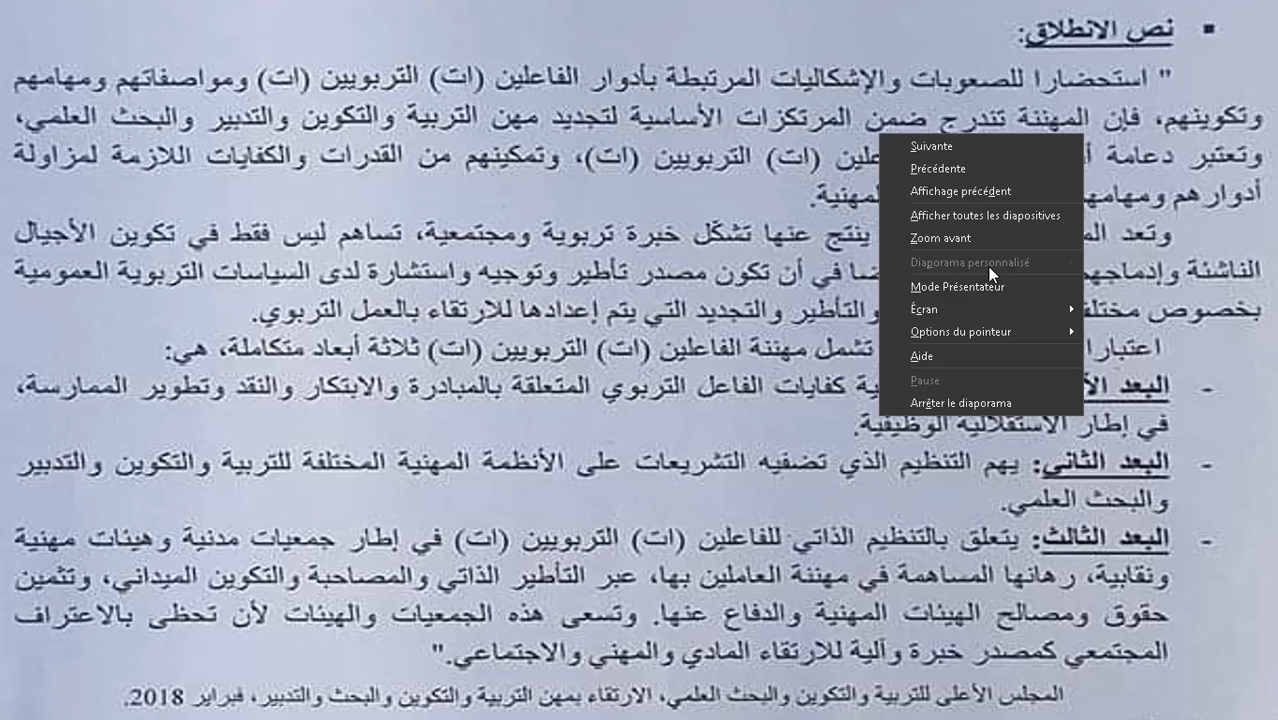 ▪ نص الانطلاق:
" استحضارا للصعوبات والإشكاليات المرتبطة بأدوار الفاعلين (ات) التربويين (ات) ومواصفاتهم ومهامهم
وتكوينهم، فإن المهننة تندرج ضمن المرتكزات الأساسية لتجديد مهن التربية والتكوين والتدبير والبحث العلمي،
وتعتبر دعامة علين (ات) التربويين (ات)، وتمكينهم من القدرات والكفايات اللازمة لمزاولة
أدوارهم ومهامهم لمهنية.
وتعد ينتج عنها تشكّل خبرة تربوية ومجتمعية، تساهم ليس فقط في تكوين الأجيال
الناشئة وإدماجهم ضا في أن تكون مصدر تأطير وتوجيه واستشارة لدى السياسات التربوية العمومية
بخصوص مختلف والتأطير والتجديد التي يتم إعدادها للارتقاء بالعمل التربوي.
اعتبارا تشمل مهننة الفاعلين (ات) التربويين (ات) ثلاثة أبعاد متكاملة، هي:
- البعد ية كفايات الفاعل التربوي المتعلقة بالمبادرة والابتكار والنقد وتطوير الممارسة،
في إطار الاستقلالية الوظيفية.
- البعد الثاني: يهم التنظيم الذي تضفيه التشريعات على الأنظمة المهنية المختلفة للتربية والتكوين والتدبير
والبحث العلمي.
- البعد الثالث: يتعلق بالتنظيم الذاتي للفاعلين (ات) التربويين (ات) في إطار جمعيات مدنية وهيئات مهنية
ونقابية، رهانها المساهمة في مهننة العاملين بها، عبر التأطير الذاتي والمصاحبة والتكوين الميداني، وتثمين
حقوق ومصالح الهيئات المهنية والدفاع عنها. وتسعى هذه الجمعيات والهيئات لأن تحظى بالاعتراف
المجتمعي كمصدر خبرة وآلية للارتقاء المادي والمهني والاجتماعي."
المجلس الأعلى للتربية والتكوين والبحث العلمي، الارتقاء بمهن التربية والتكوين والبحث والتدبير، فبراير 2018.
Suivante
Précédente
Affichage précédent
Afficher toutes les diapositives
Zoom avant
Diaporama personnalisé
Mode Présentateur
Écran
Options du pointeur
Aide
Pause
Arrêter le diaporama